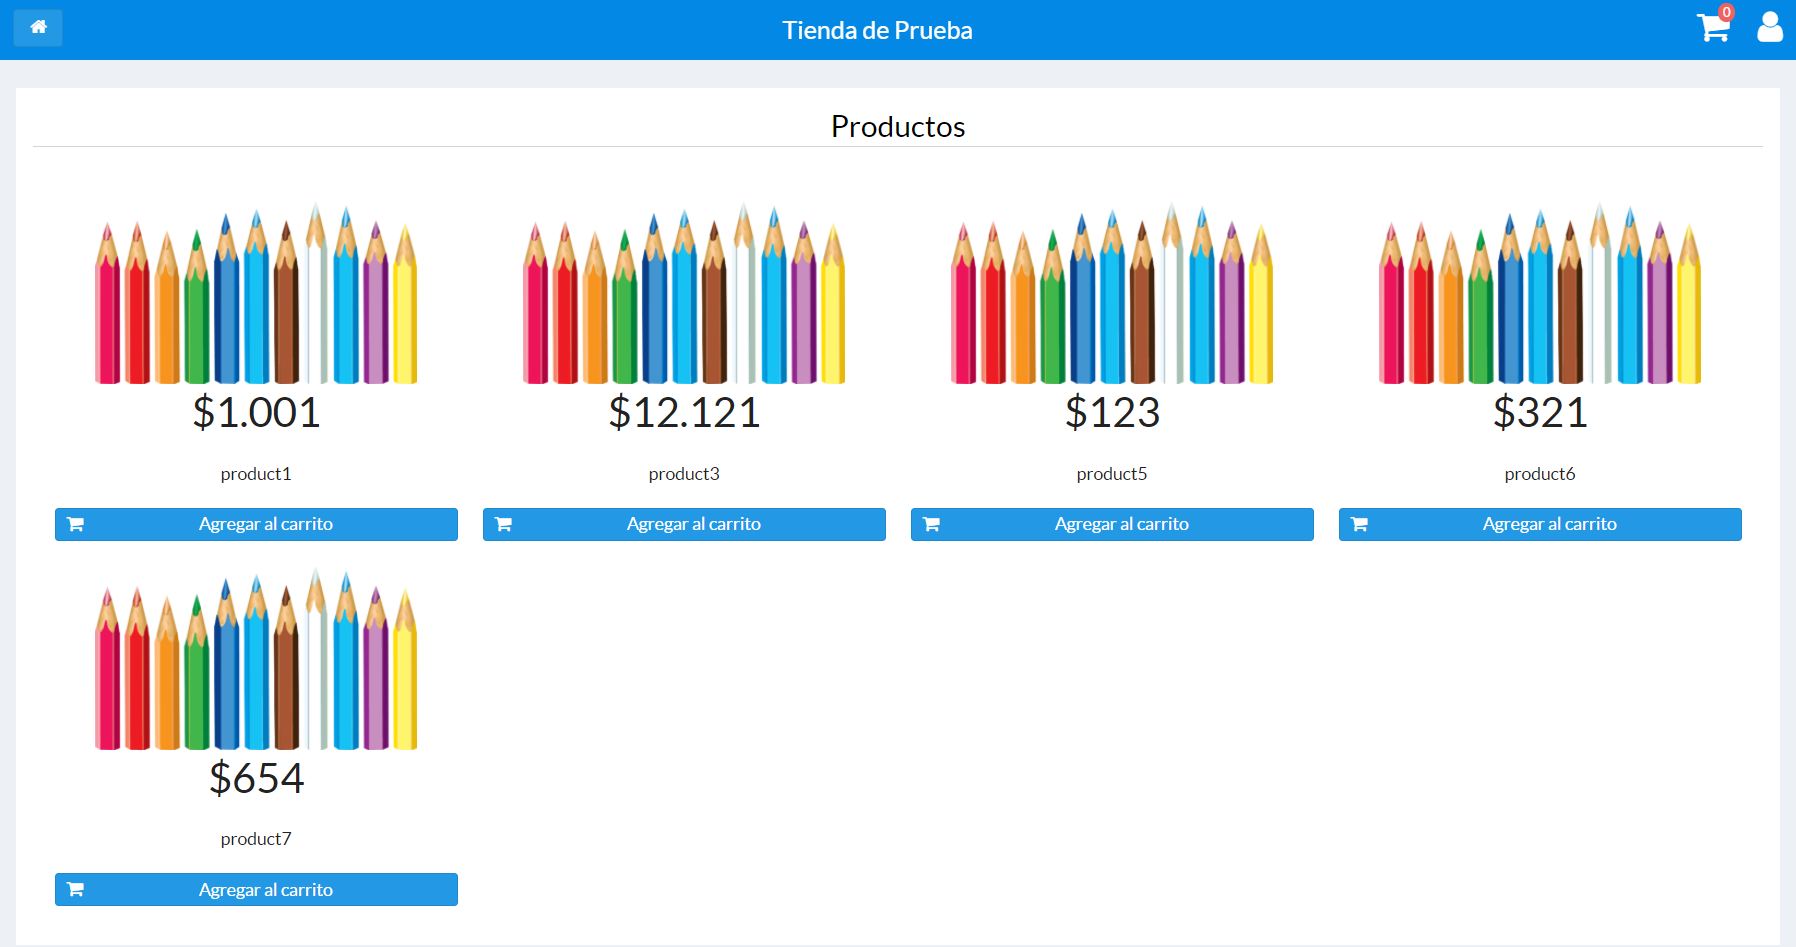 Tienda de Prueba
0
Productos
$1.001
$12.121
$123
$321
product1
product3
product5
product6
Agregar al carrito
Agregar al carrito
Agregar al carrito
Agregar al carrito
$654
product7
Agregar al carrito